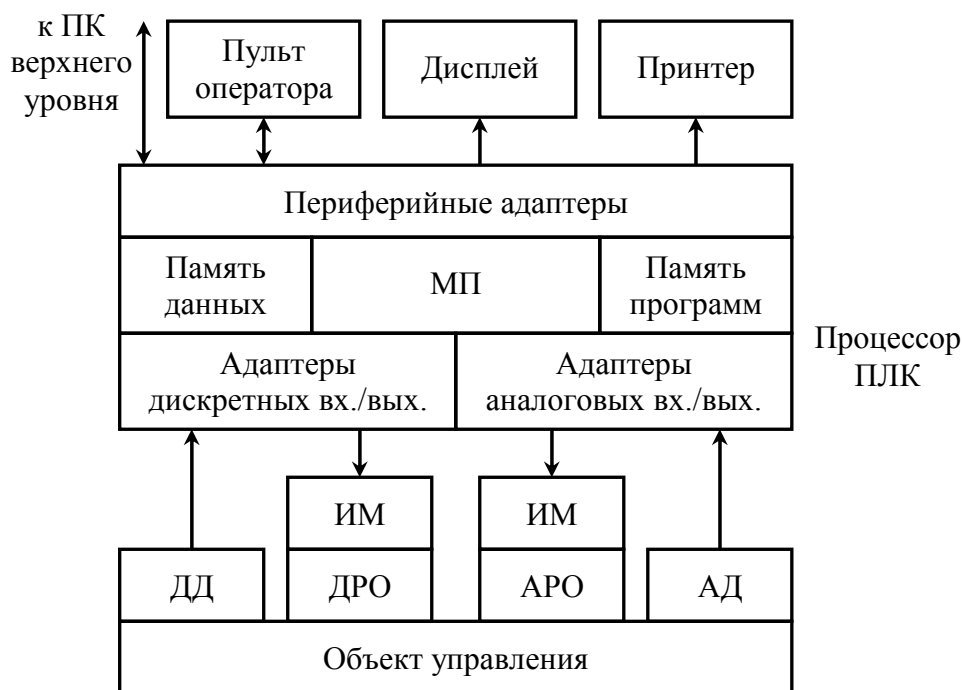 к ПК
верхнего
уровня
Пульт
оператора
Дисплей
Принтер
Периферийные адаптеры
Память
данных
МП
Память
программ
Процессор
ПЛК
Адаптеры
дискретных вх./вых.
Адаптеры
аналоговых вх./вых.
ИМ
ИМ
ДД
ДРО
АРО
АД
Объект управления